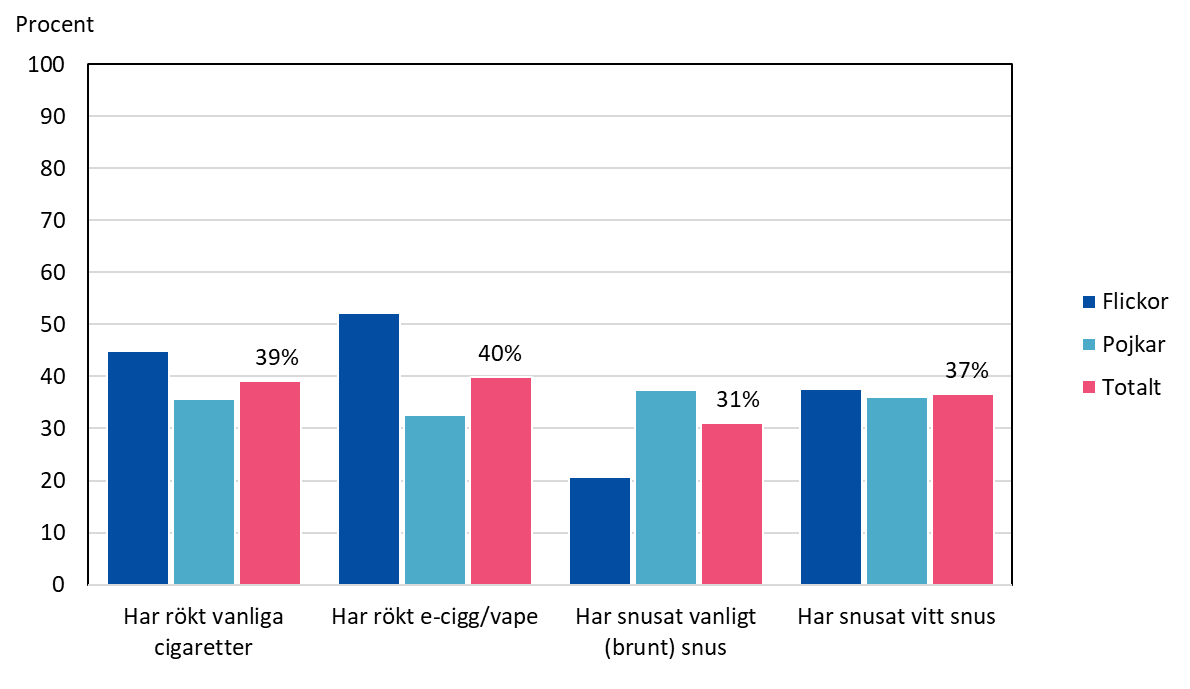 Procent
100
90
80
70
60
50
40
30
20
10
0
39%
40%
31%
37%
Har rökt vanliga
cigaretter
Har rökt e-cigg/vape
Har snusat vanligt
(brunt) snus
Har snusat vitt snus
Flickor
Pojkar
Totalt